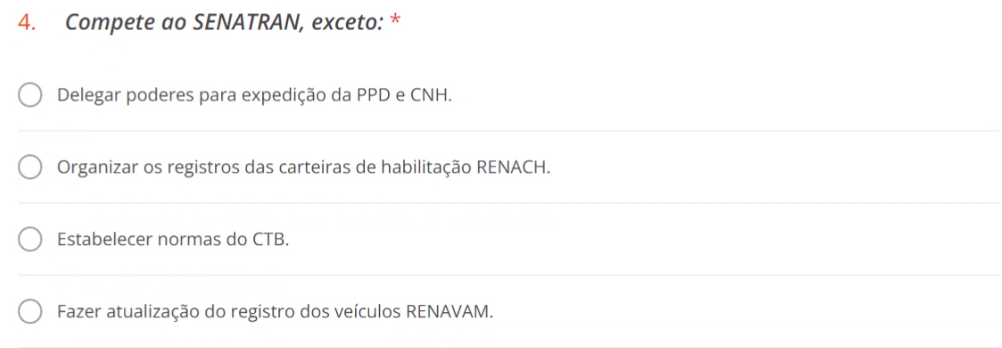 4. Compete ao SENATRAN, exceto: *
Delegar poderes para expedição da PPD e CNH.
Organizar os registros das carteiras de habilitação RENACH.
Estabelecer normas do CTB.
Fazer atualização do registro dos veículos RENAVAM.